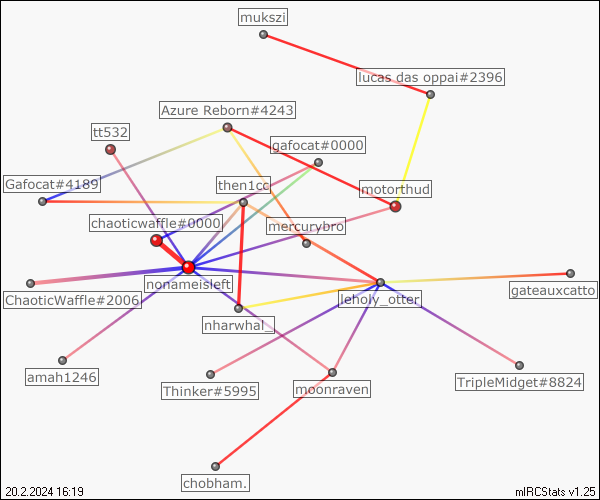 mukszi
lucas das oppai#2396
Azure Reborn#4243
tt532
gafocat#0000
Gafocat#4189
then1cc
motorthud
chaoticwaffle#0000
mercurybro
nonameisleft
ChaoticWaffle#2006
leholy_otter
gateauxcatto
nharwhal_
amah1246
Thinker#5995
moonraven
TripleMidget#8824
chobham.
20.2.2024 16:19
mIRCStats v1.25